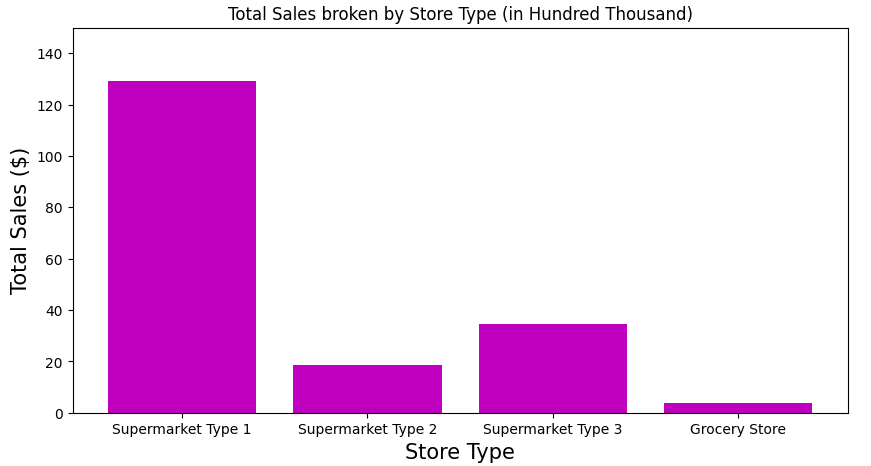 Total Sales broken by Store Type (in Hundred Thousand)
Total Sales ($)
140
120
100
80
60
40
20
0
Supermarket Type 1
Supermarket Type 2
Supermarket Type 3
Grocery Store
Store Type